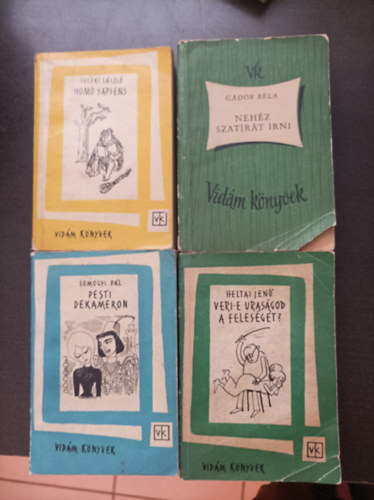 HOMO SAPIENS
VK
VIDÁM KÖNYVEK
VK
GÁDOR BÉLA
NEHÉZ
SZATÍRÁT ÍRNI
Vidám könyvek
SOMOGYI PÁL
PESTI
DEKAMERON
VK
VIDÁM KÖNYVEK
HELTAI JENŐ
VERI-E URASÁGOD
A FELESÉGÉT?
VK
VIDÁM KÖNYVEK